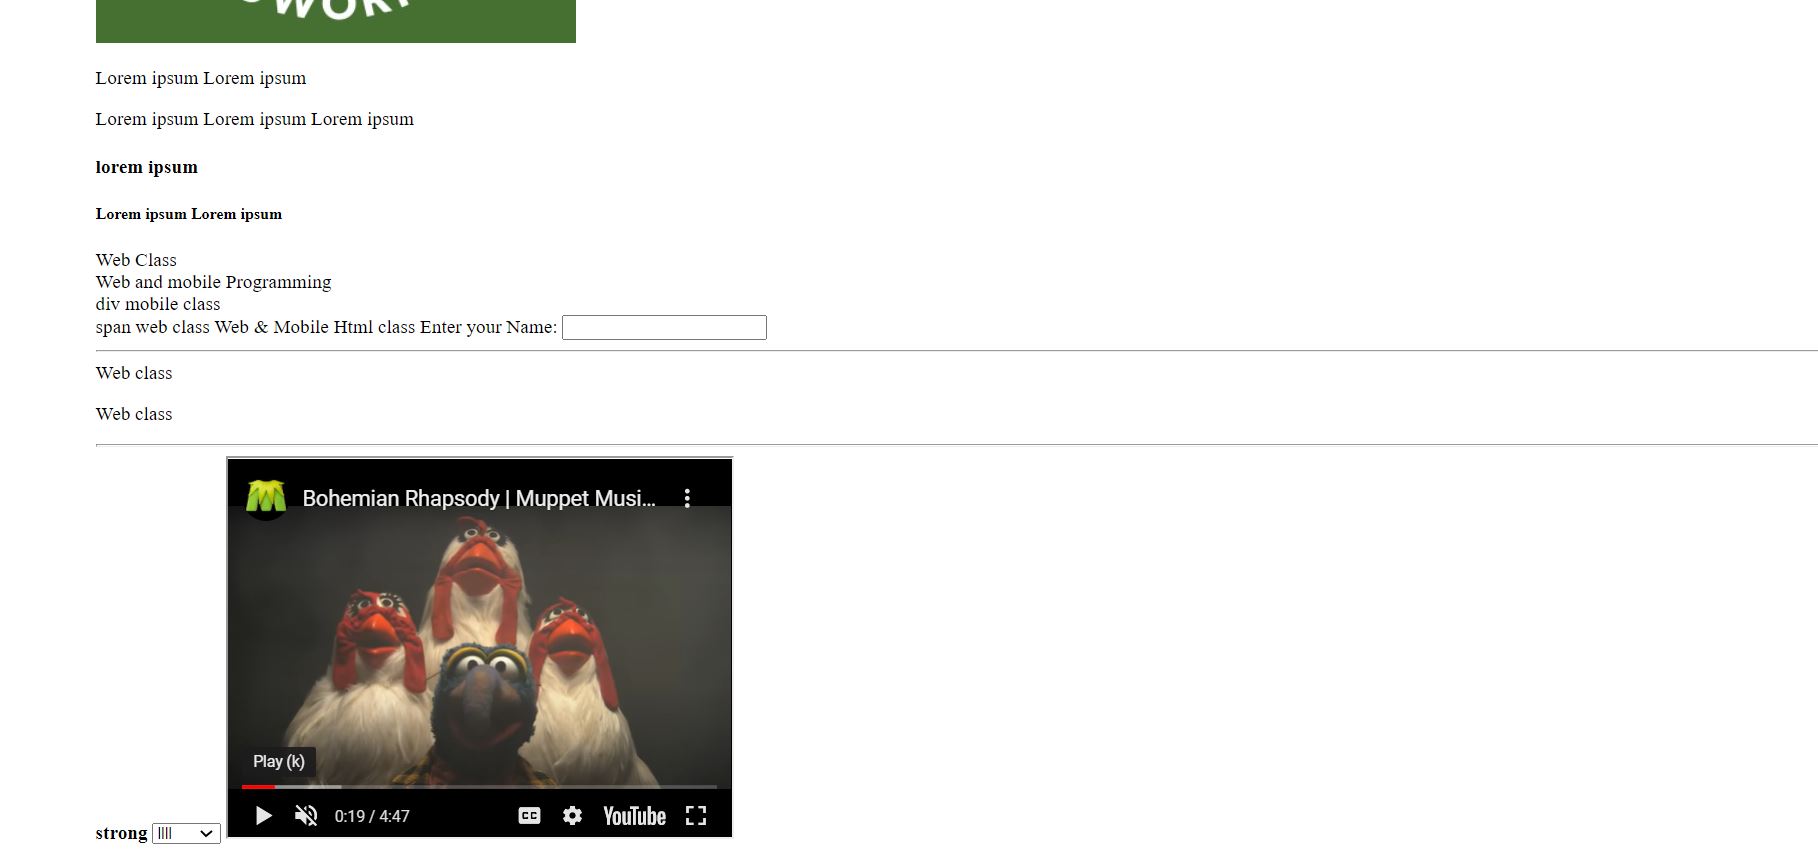 Lorem ipsum Lorem ipsum
Lorem ipsum Lorem ipsum Lorem ipsum
lorem ipsum
Lorem ipsum Lorem ipsum
Web Class
Web and mobile Programming
div mobile class
span web class Web & Mobile Html class Enter your Name:
Web class
Web class
Bohemian Rhapsody | Muppet Musi...
Play (k)
0:19 / 4:47
CC
YouTube
strong llll